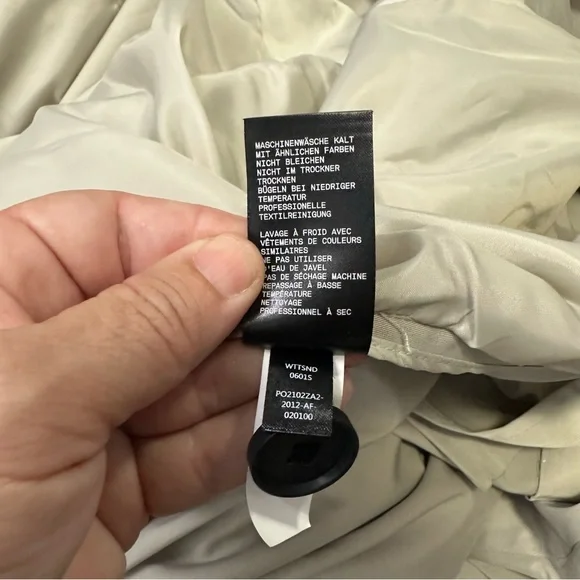 MASCHINENWÄSCHE KALT
MIT ÄHNLICHEN FARBEN
NICHT BLEICHEN
NICHT IM TROCKNER
TROCKNEN
BÜGELN BEI NIEDRIGER
TEMPERATUR
PROFESSIONELLE
TEXTILREINIGUNG
LAVAGE À FROID AVEC
VÊTEMENTS DE COULEURS
SIMILAIRES
NE PAS UTILISER
D'EAU DE JAVEL
PAS DE SÉCHAGE MACHINE
REPASSAGE À BASSE
TEMPÉRATURE
NETTOYAGE
PROFESSIONNEL À SEC
WTTSND
0601S
PO2102ZA2-
2012-AF-
020100